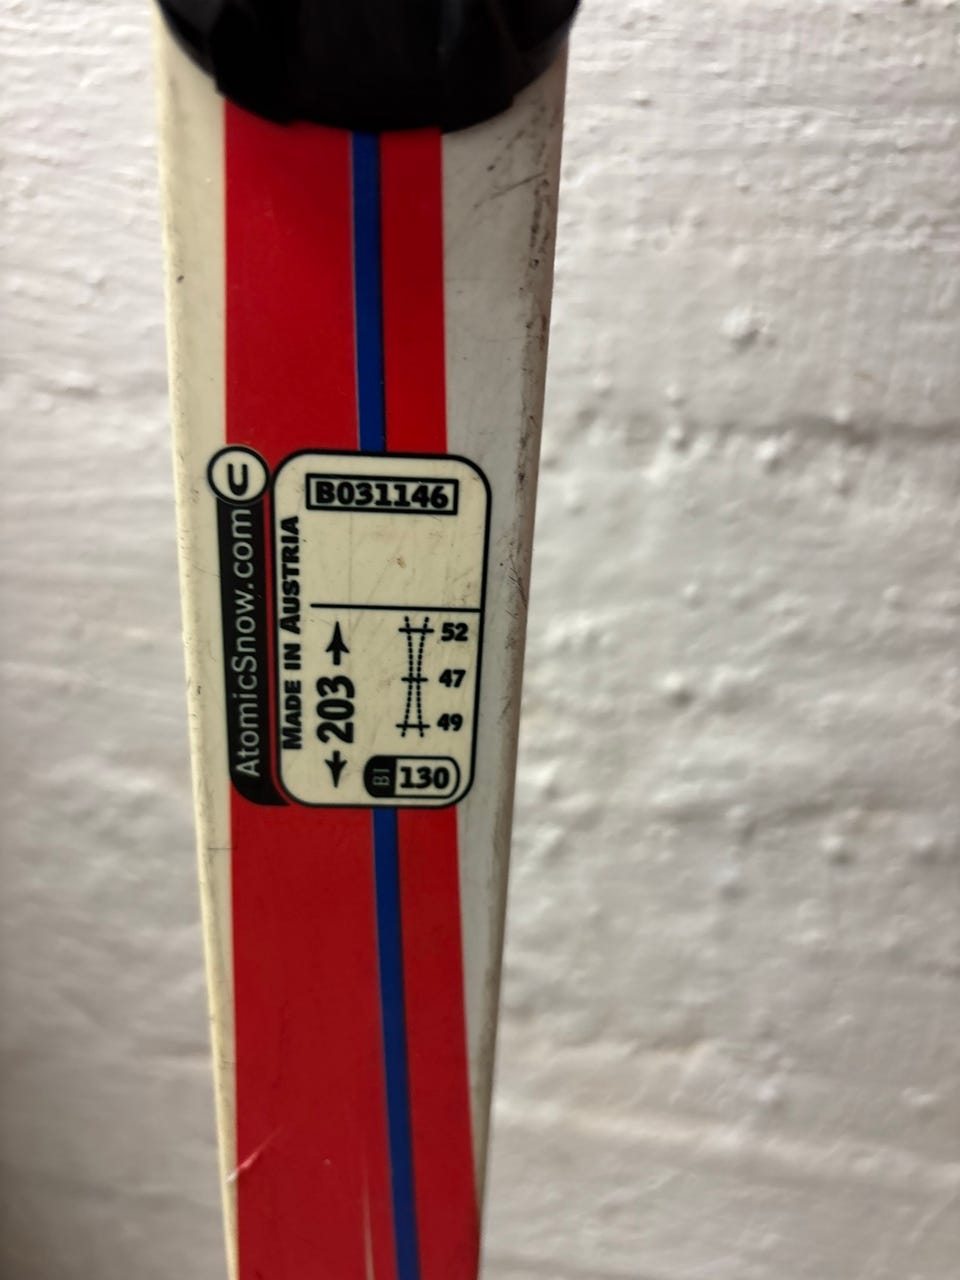 U
AtomicSnow.com
MADE IN AUSTRIA
B031146
203
52
47
49
BI 130